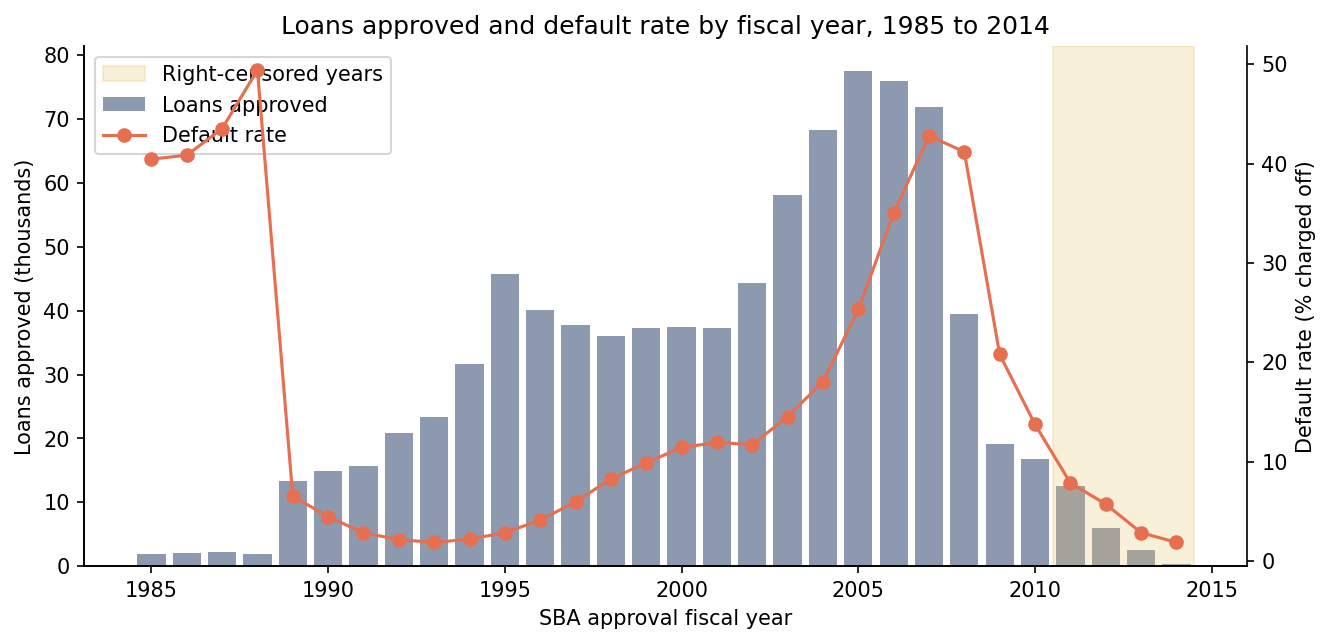 Loans approved and default rate by fiscal year, 1985 to 2014
Right-censored years
Loans approved
Default rate
Loans approved (thousands)
80
70
60
50
40
30
20
10
0
50
40
30
20
10
0
Default rate (% charged off)
1985 1990 1995 2000 2005 2010 2015
SBA approval fiscal year